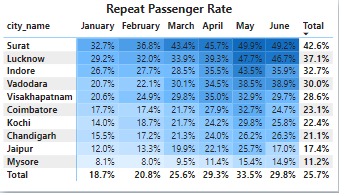 Repeat Passenger Rate
city_name January February March April May June Total
Surat 32.7% 36.8% 43.4% 45.7% 49.9% 49.2% 42.6%
Lucknow 29.2% 32.0% 33.9% 39.3% 47.7% 46.7% 37.1%
Indore 26.7% 27.7% 28.5% 35.5% 43.5% 35.9% 32.7%
Vadodara 20.7% 22.1% 30.1% 34.5% 38.5% 38.9% 30.0%
Visakhapatnam 20.6% 24.9% 29.8% 35.0% 32.9% 29.7% 28.6%
Coimbatore 17.7% 17.4% 21.7% 27.9% 32.7% 24.7% 23.1%
Kochi 14.0% 18.7% 21.7% 24.2% 29.8% 25.8% 22.4%
Chandigarh 15.5% 17.2% 21.3% 24.0% 26.2% 26.3% 21.1%
Jaipur 12.0% 13.3% 19.9% 22.1% 25.7% 17.0% 17.4%
Mysore 8.1% 8.0% 9.5% 11.4% 15.4% 14.9% 11.2%
Total 18.7% 20.8% 25.6% 29.3% 33.5% 29.8% 25.7%